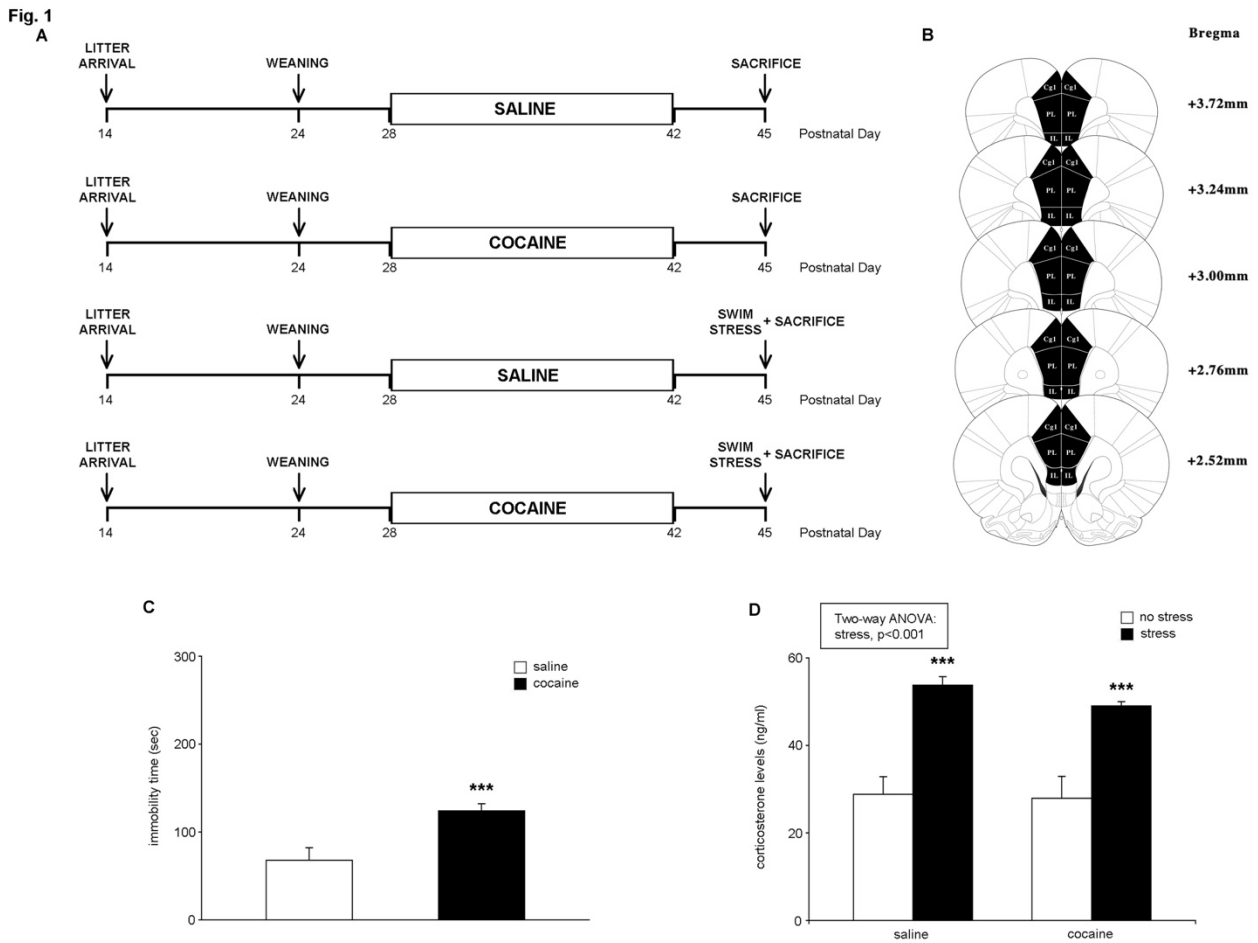 Fig. 1
A
LITTER
ARRIVAL
WEANING
SACRIFICE
SALINE
14
24
28
42
45
Postnatal Day
LITTER
ARRIVAL
WEANING
SACRIFICE
COCAINE
14
24
28
42
45
Postnatal Day
LITTER
ARRIVAL
WEANING
SWIM
STRESS + SACRIFICE
SALINE
14
24
28
42
45
Postnatal Day
LITTER
ARRIVAL
WEANING
SWIM
STRESS + SACRIFICE
COCAINE
14
24
28
42
45
Postnatal Day
B
Bregma
Cg1 Cg1
PL PL
IL IL
+3.72mm
Cg1 Cg1
PL PL
IL IL
+3.24mm
Cg1 Cg1
PL PL
IL IL
+3.00mm
Cg1 Cg1
PL PL
IL IL
+2.76mm
Cg1 Cg1
PL PL
IL IL
+2.52mm
C
saline
cocaine
immobility time (sec)
300
200
100
0
***
D
Two-way ANOVA:
stress, p<0.001
no stress
stress
corticosterone levels (ng/ml)
60
40
20
0
***
***
saline
cocaine